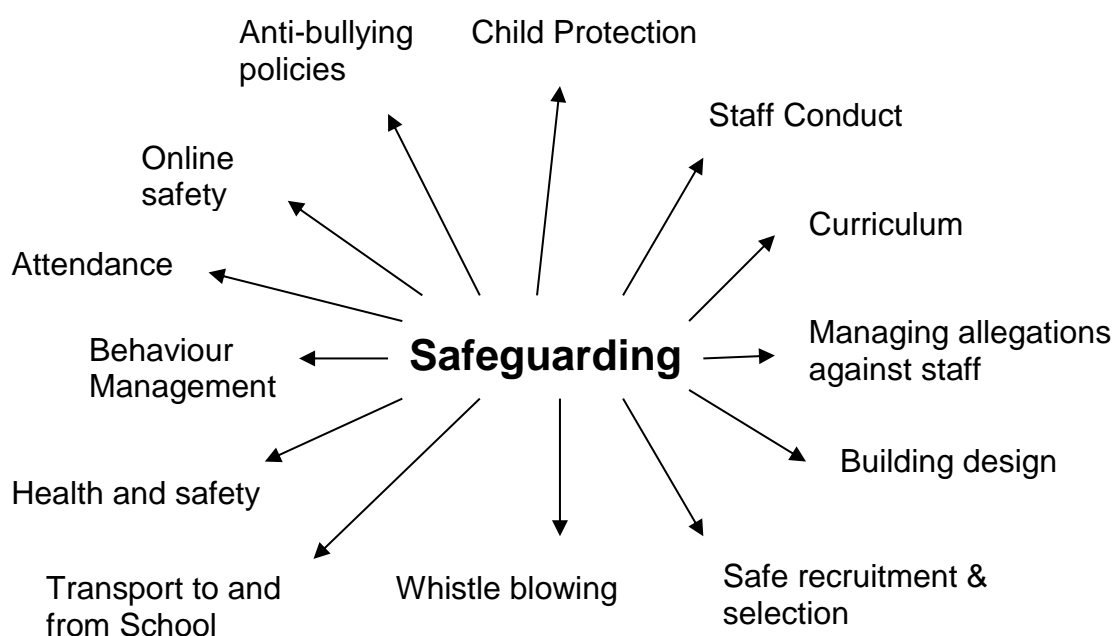 Anti-bullying
policies
Child Protection
Staff Conduct
Online
safety
Curriculum
Attendance
Behaviour
Management
Safeguarding
Managing allegations
against staff
Building design
Health and safety
Transport to and
from School
Whistle blowing
Safe recruitment &
selection